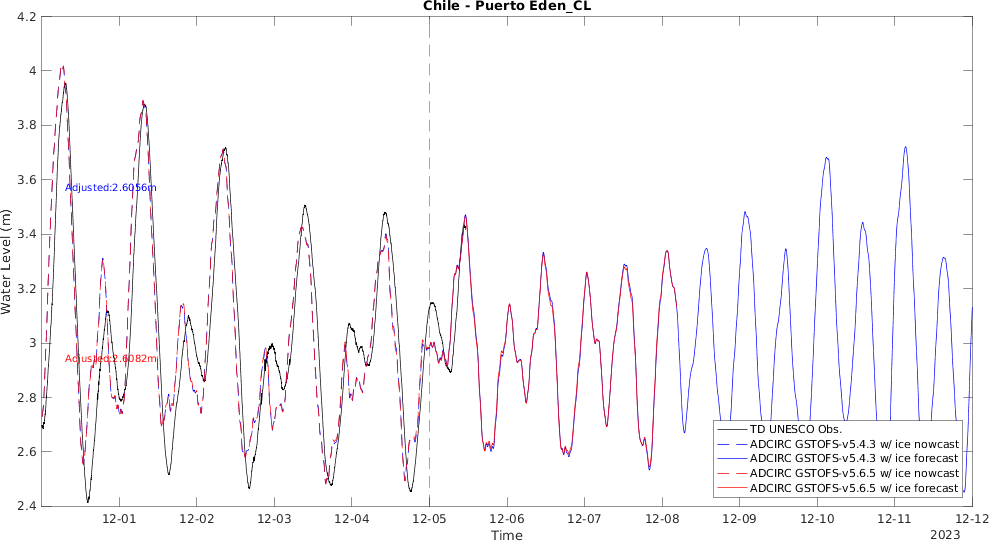 Chile - Puerto Eden_CL
4.2
4
3.8
3.6
3.4
3.2
3
2.8
2.6
2.4
Water Level (m)
Adjusted:2.6056m
Adjusted:2.6082m
TD UNESCO Obs.
ADCIRC GSTOFS-v5.4.3 w/ ice nowcast
ADCIRC GSTOFS-v5.4.3 w/ ice forecast
ADCIRC GSTOFS-v5.6.5 w/ ice nowcast
ADCIRC GSTOFS-v5.6.5 w/ ice forecast
12-01 12-02 12-03 12-04 12-05 12-06 12-07 12-08 12-09 12-10 12-11 12-12
Time
2023